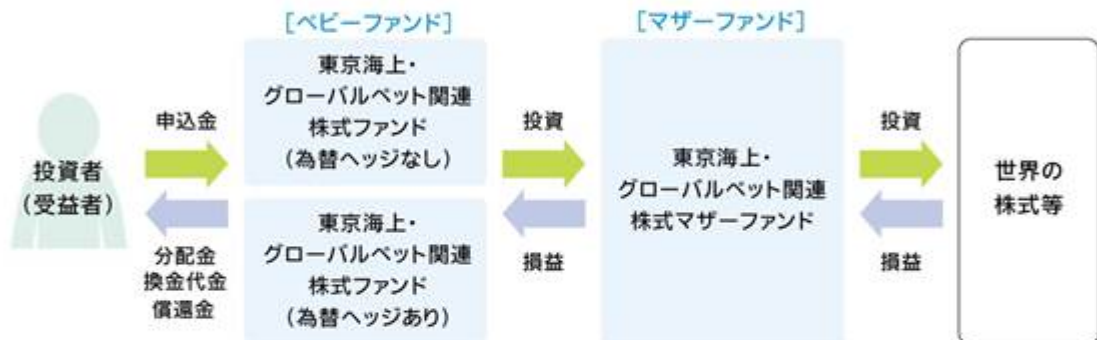 [ベビーファンド]
[マザーファンド]
投資者
(受益者)
申込金
分配金
換金代金
償還金
東京海上・
グローバルペット関連
株式ファンド
(為替ヘッジなし)
東京海上・
グローバルペット関連
株式ファンド
(為替ヘッジあり)
投資
損益
東京海上・
グローバルペット関連
株式マザーファンド
投資
損益
世界の
株式等